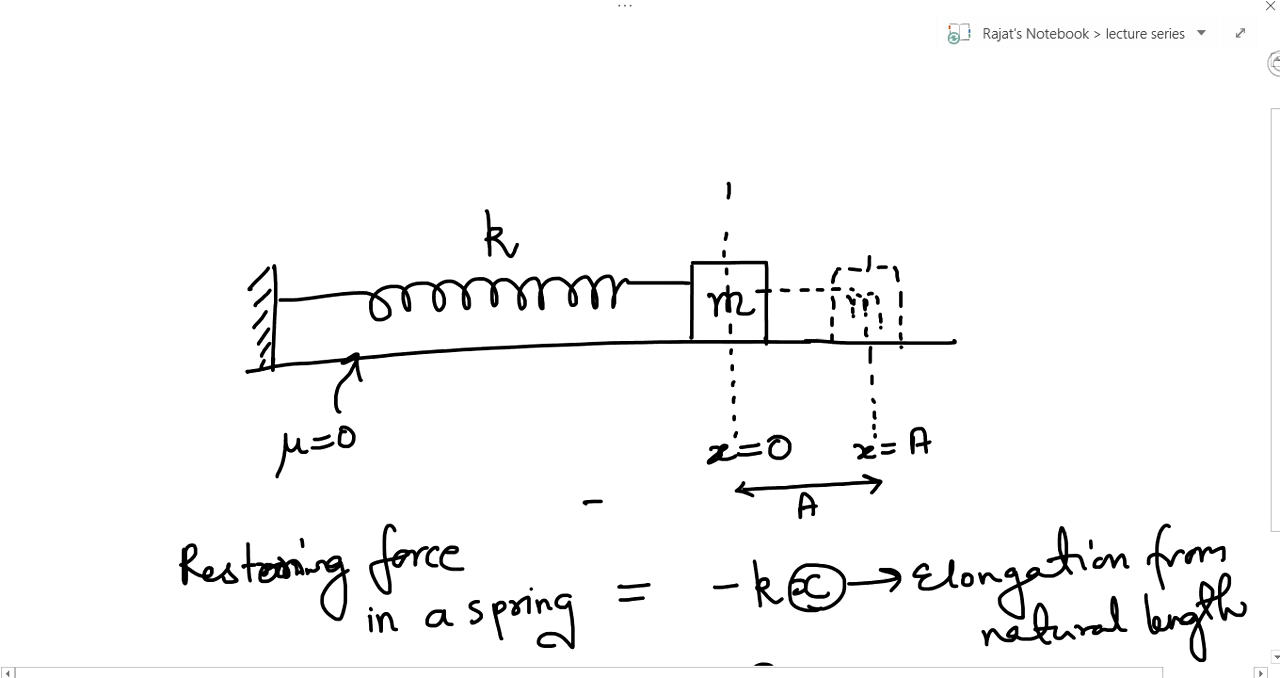 Rajat's Notebook > lecture series
k
m
m
μ=0
x=0
x=A
A
Restoring force
in a spring = -kx → Elongation from
natural length